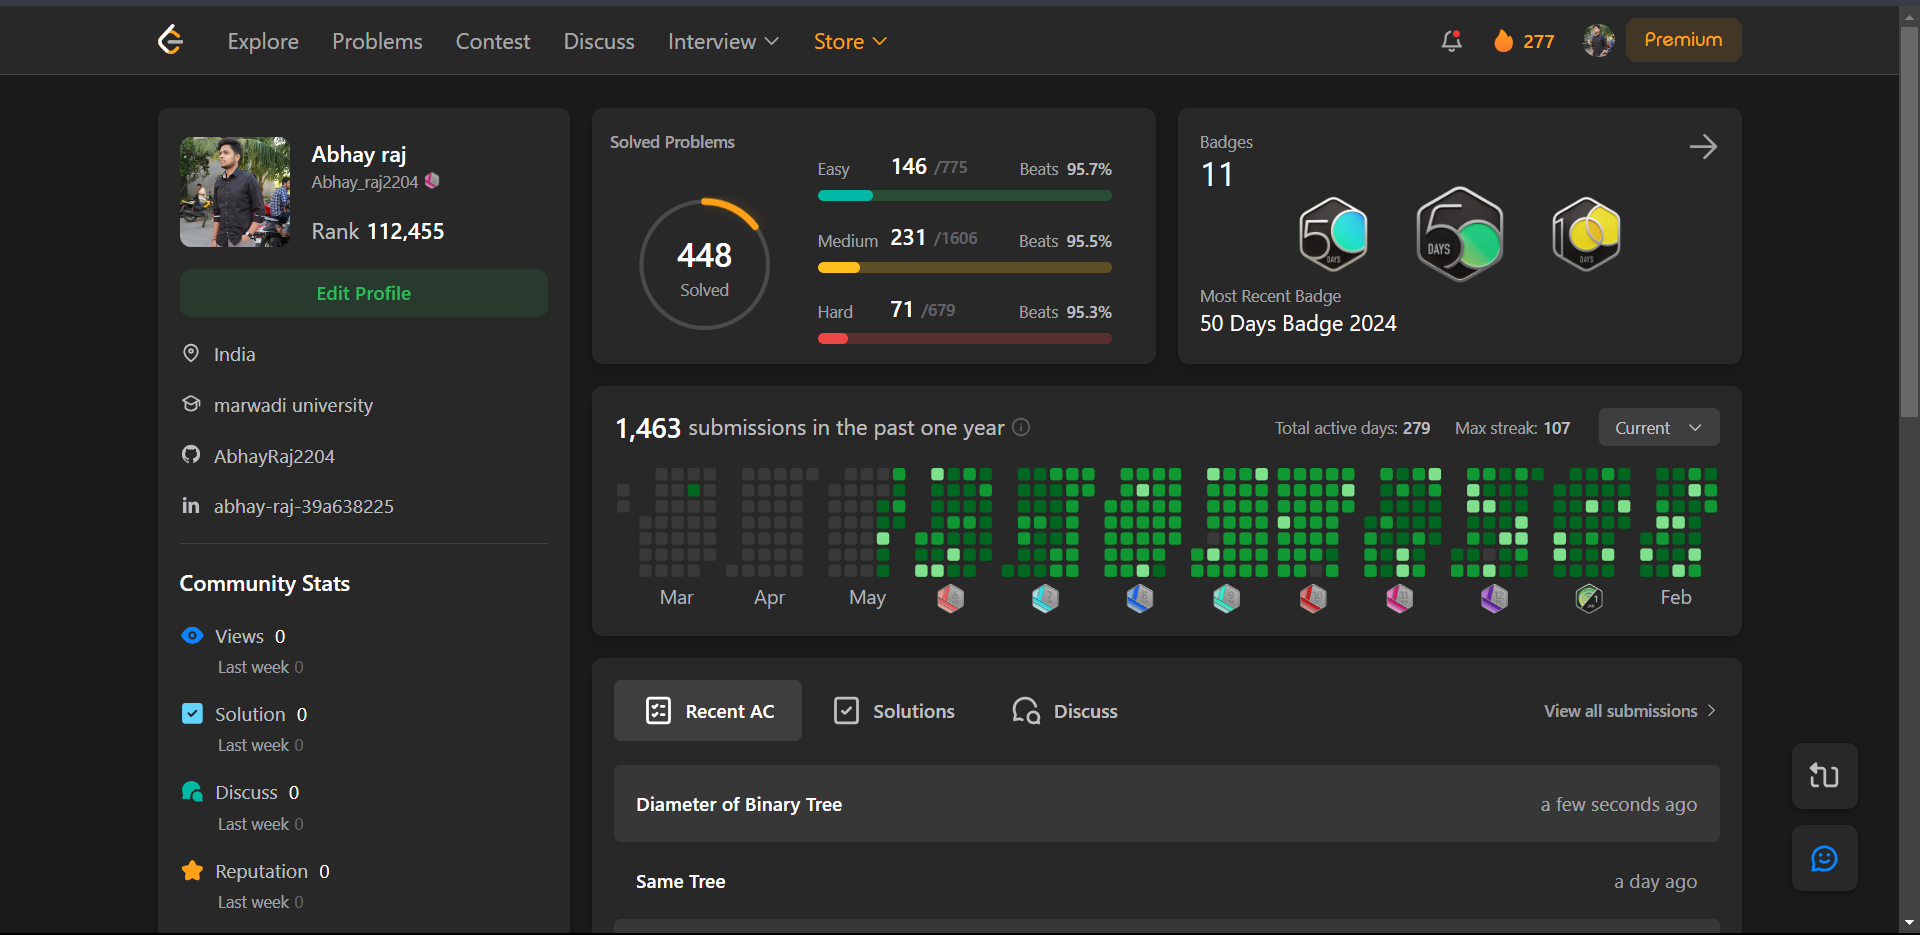 Explore Problems Contest Discuss Interview Store 277 Premium
Abhay raj
Abhay_raj2204
Rank 112,455
Edit Profile
India
marwadi university
AbhayRaj2204
abhay-raj-39a638225
Community Stats
Views 0
Last week 0
Solution 0
Last week 0
Discuss 0
Last week 0
Reputation 0
Last week 0
Solved Problems
448
Solved
Easy 146 /775 Beats 95.7%
Medium 231 /1606 Beats 95.5%
Hard 71 /679 Beats 95.3%
Badges
11
50 DAYS
50 DAYS
100 DAYS
Most Recent Badge
50 Days Badge 2024
1,463 submissions in the past one year Total active days: 279 Max streak: 107 Current
Mar Apr May Feb
Recent AC Solutions Discuss View all submissions
Diameter of Binary Tree a few seconds ago
Same Tree a day ago